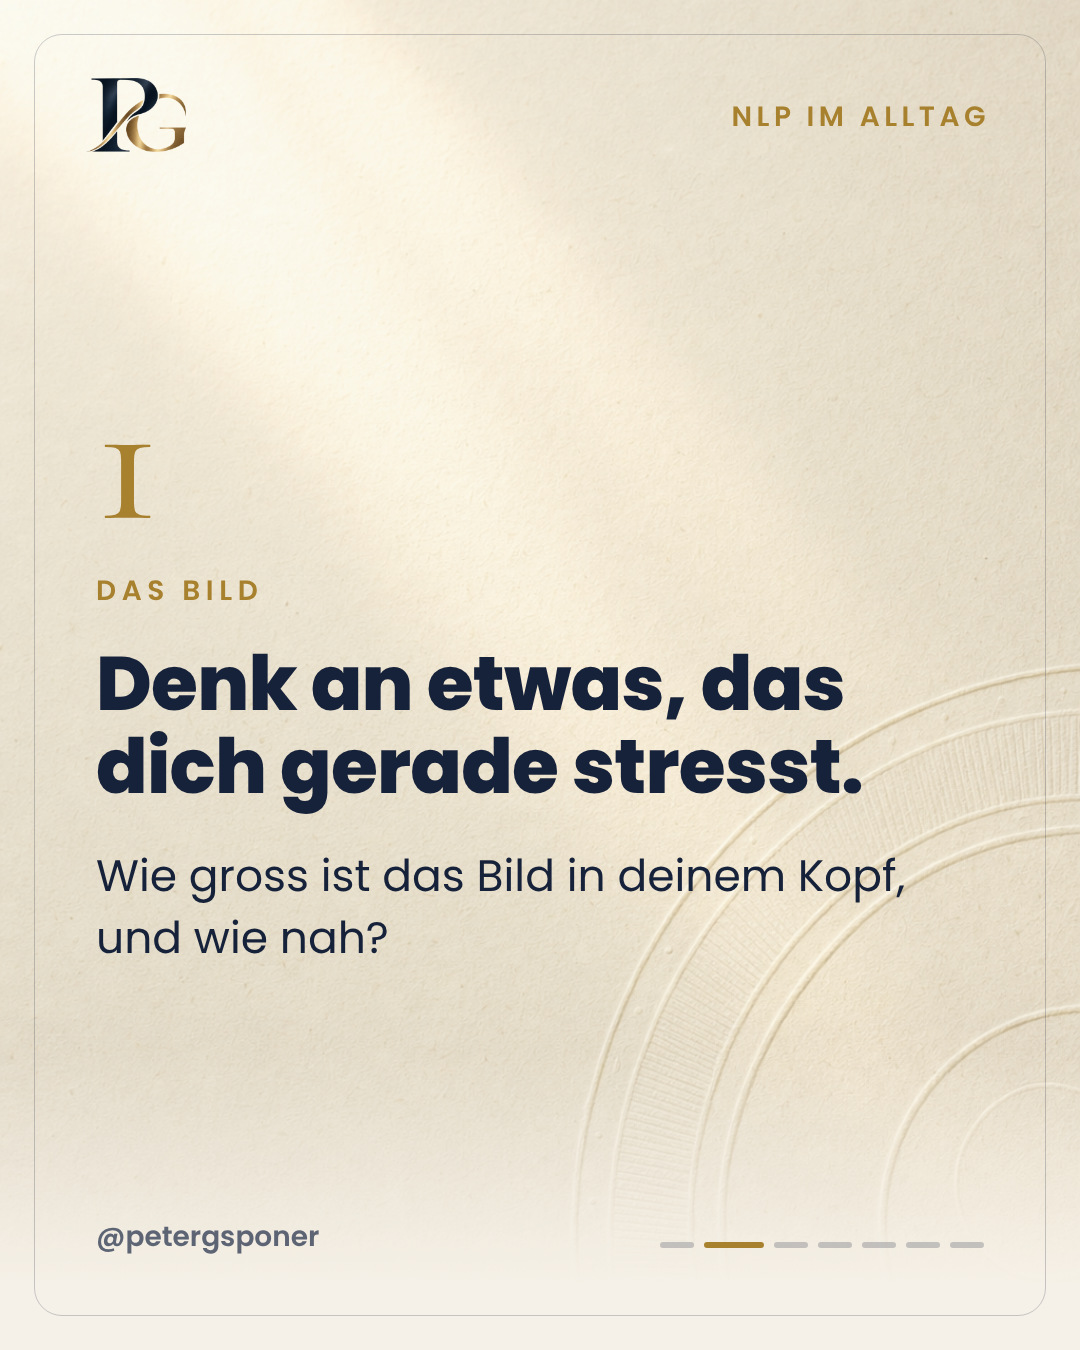 PG
NLP IM ALLTAG
1
DAS BILD
Denk an etwas, das
dich gerade stresst.
Wie gross ist das Bild in deinem Kopf,
und wie nah?
@petergsponer